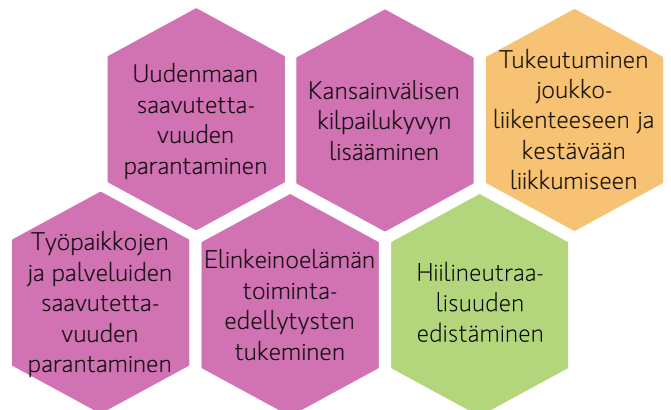 Uudenmaan
saavutetta-
vuuden
parantaminen
Kansainvälisen
kilpailukyvyn
lisääminen
Tukeutuminen
joukko-
liikenteeseen ja
kestävään
liikkumiseen
Työpaikkojen
ja palveluiden
saavutetta-
vuuden
parantaminen
Elinkeinoelämän
toiminta-
edellytysten
tukeminen
Hiilineutraa-
lisuuden
edistäminen